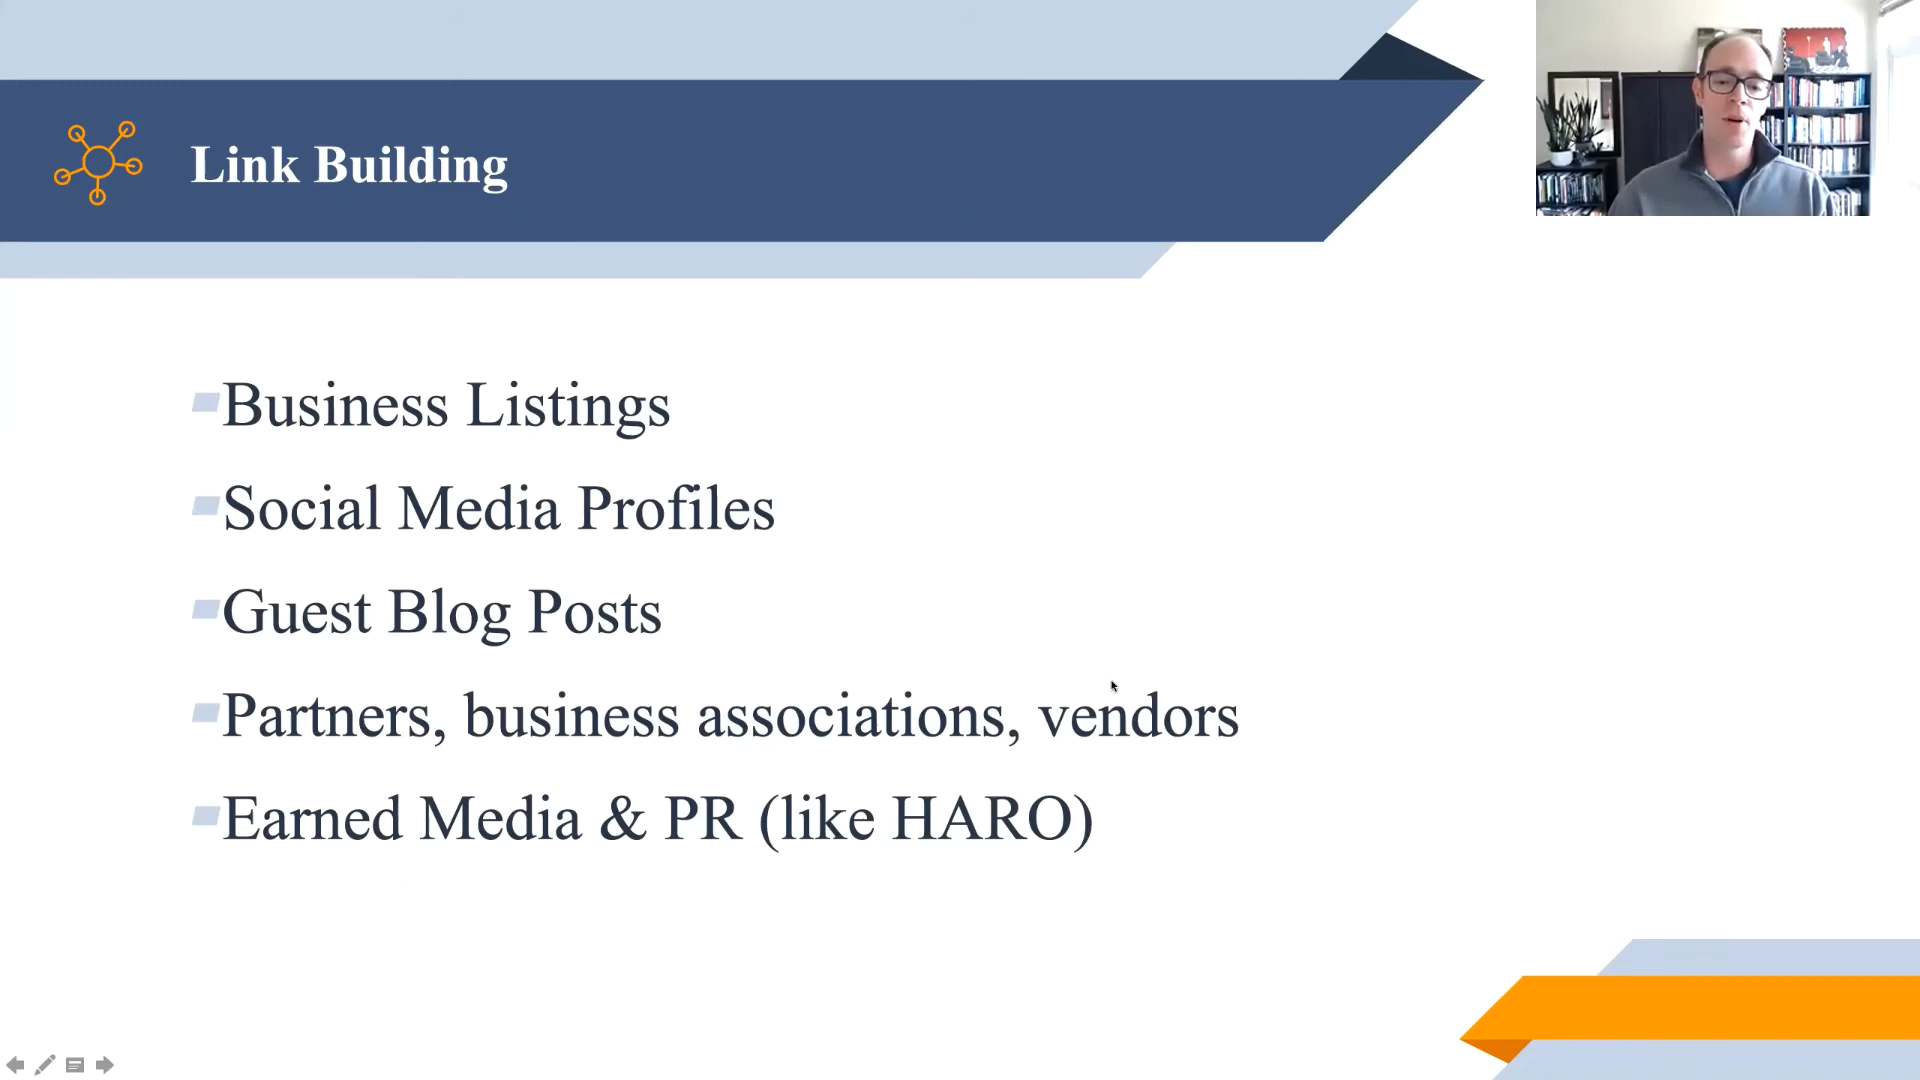 Link Building
Business Listings
Social Media Profiles
Guest Blog Posts
Partners, business associations, vendors
Earned Media & PR (like HARO)